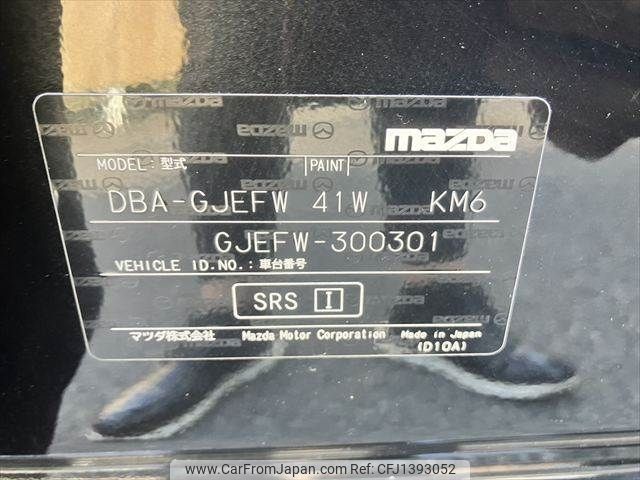 mazda
MODEL:型式 PAINT
DBA-GJEFW 41W KM6
GJEFW-300301
VEHICLE ID.NO.:車台番号
SRS I
マツダ株式会社 Mazda Motor Corporation Made in Japan
(D10A)
www.CarFromJapan.com - CFJ1393052